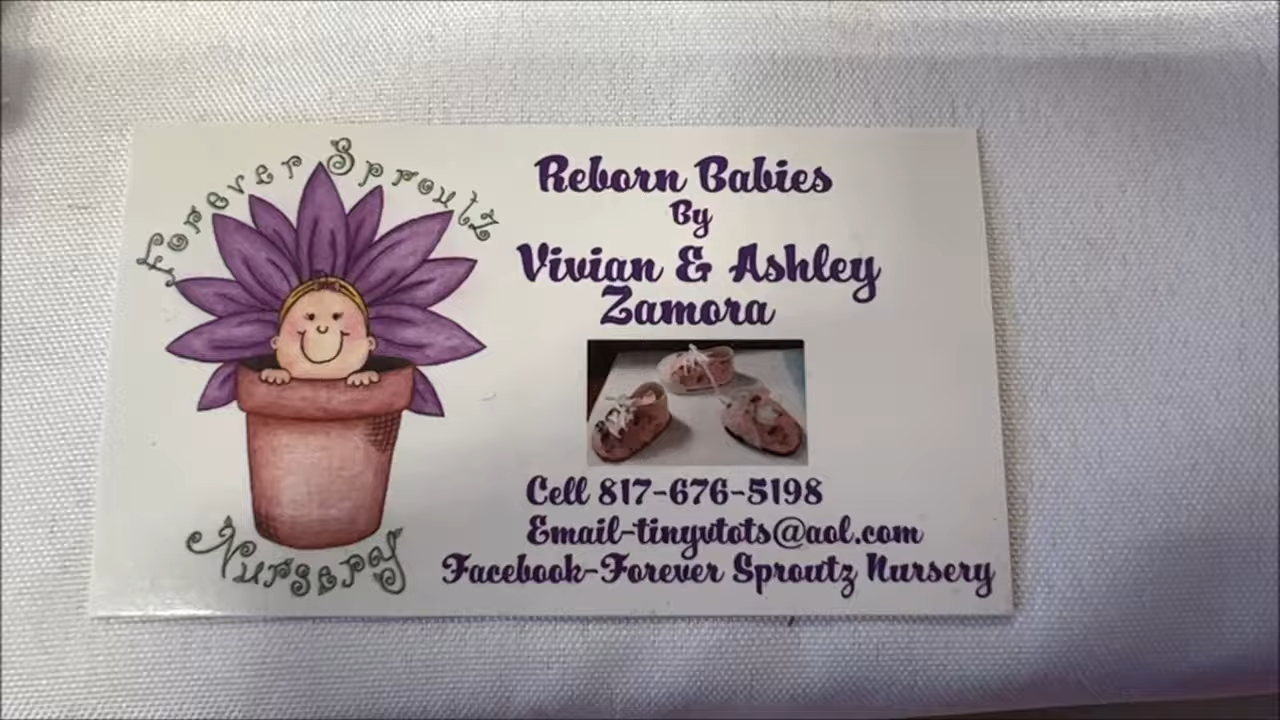 Forever Sproutz
Nursery
Reborn Babies
By
Vivian & Ashley
Zamora
Cell 817-676-5198
Email-tinyvtots@aol.com
Facebook-Forever Sproutz Nursery